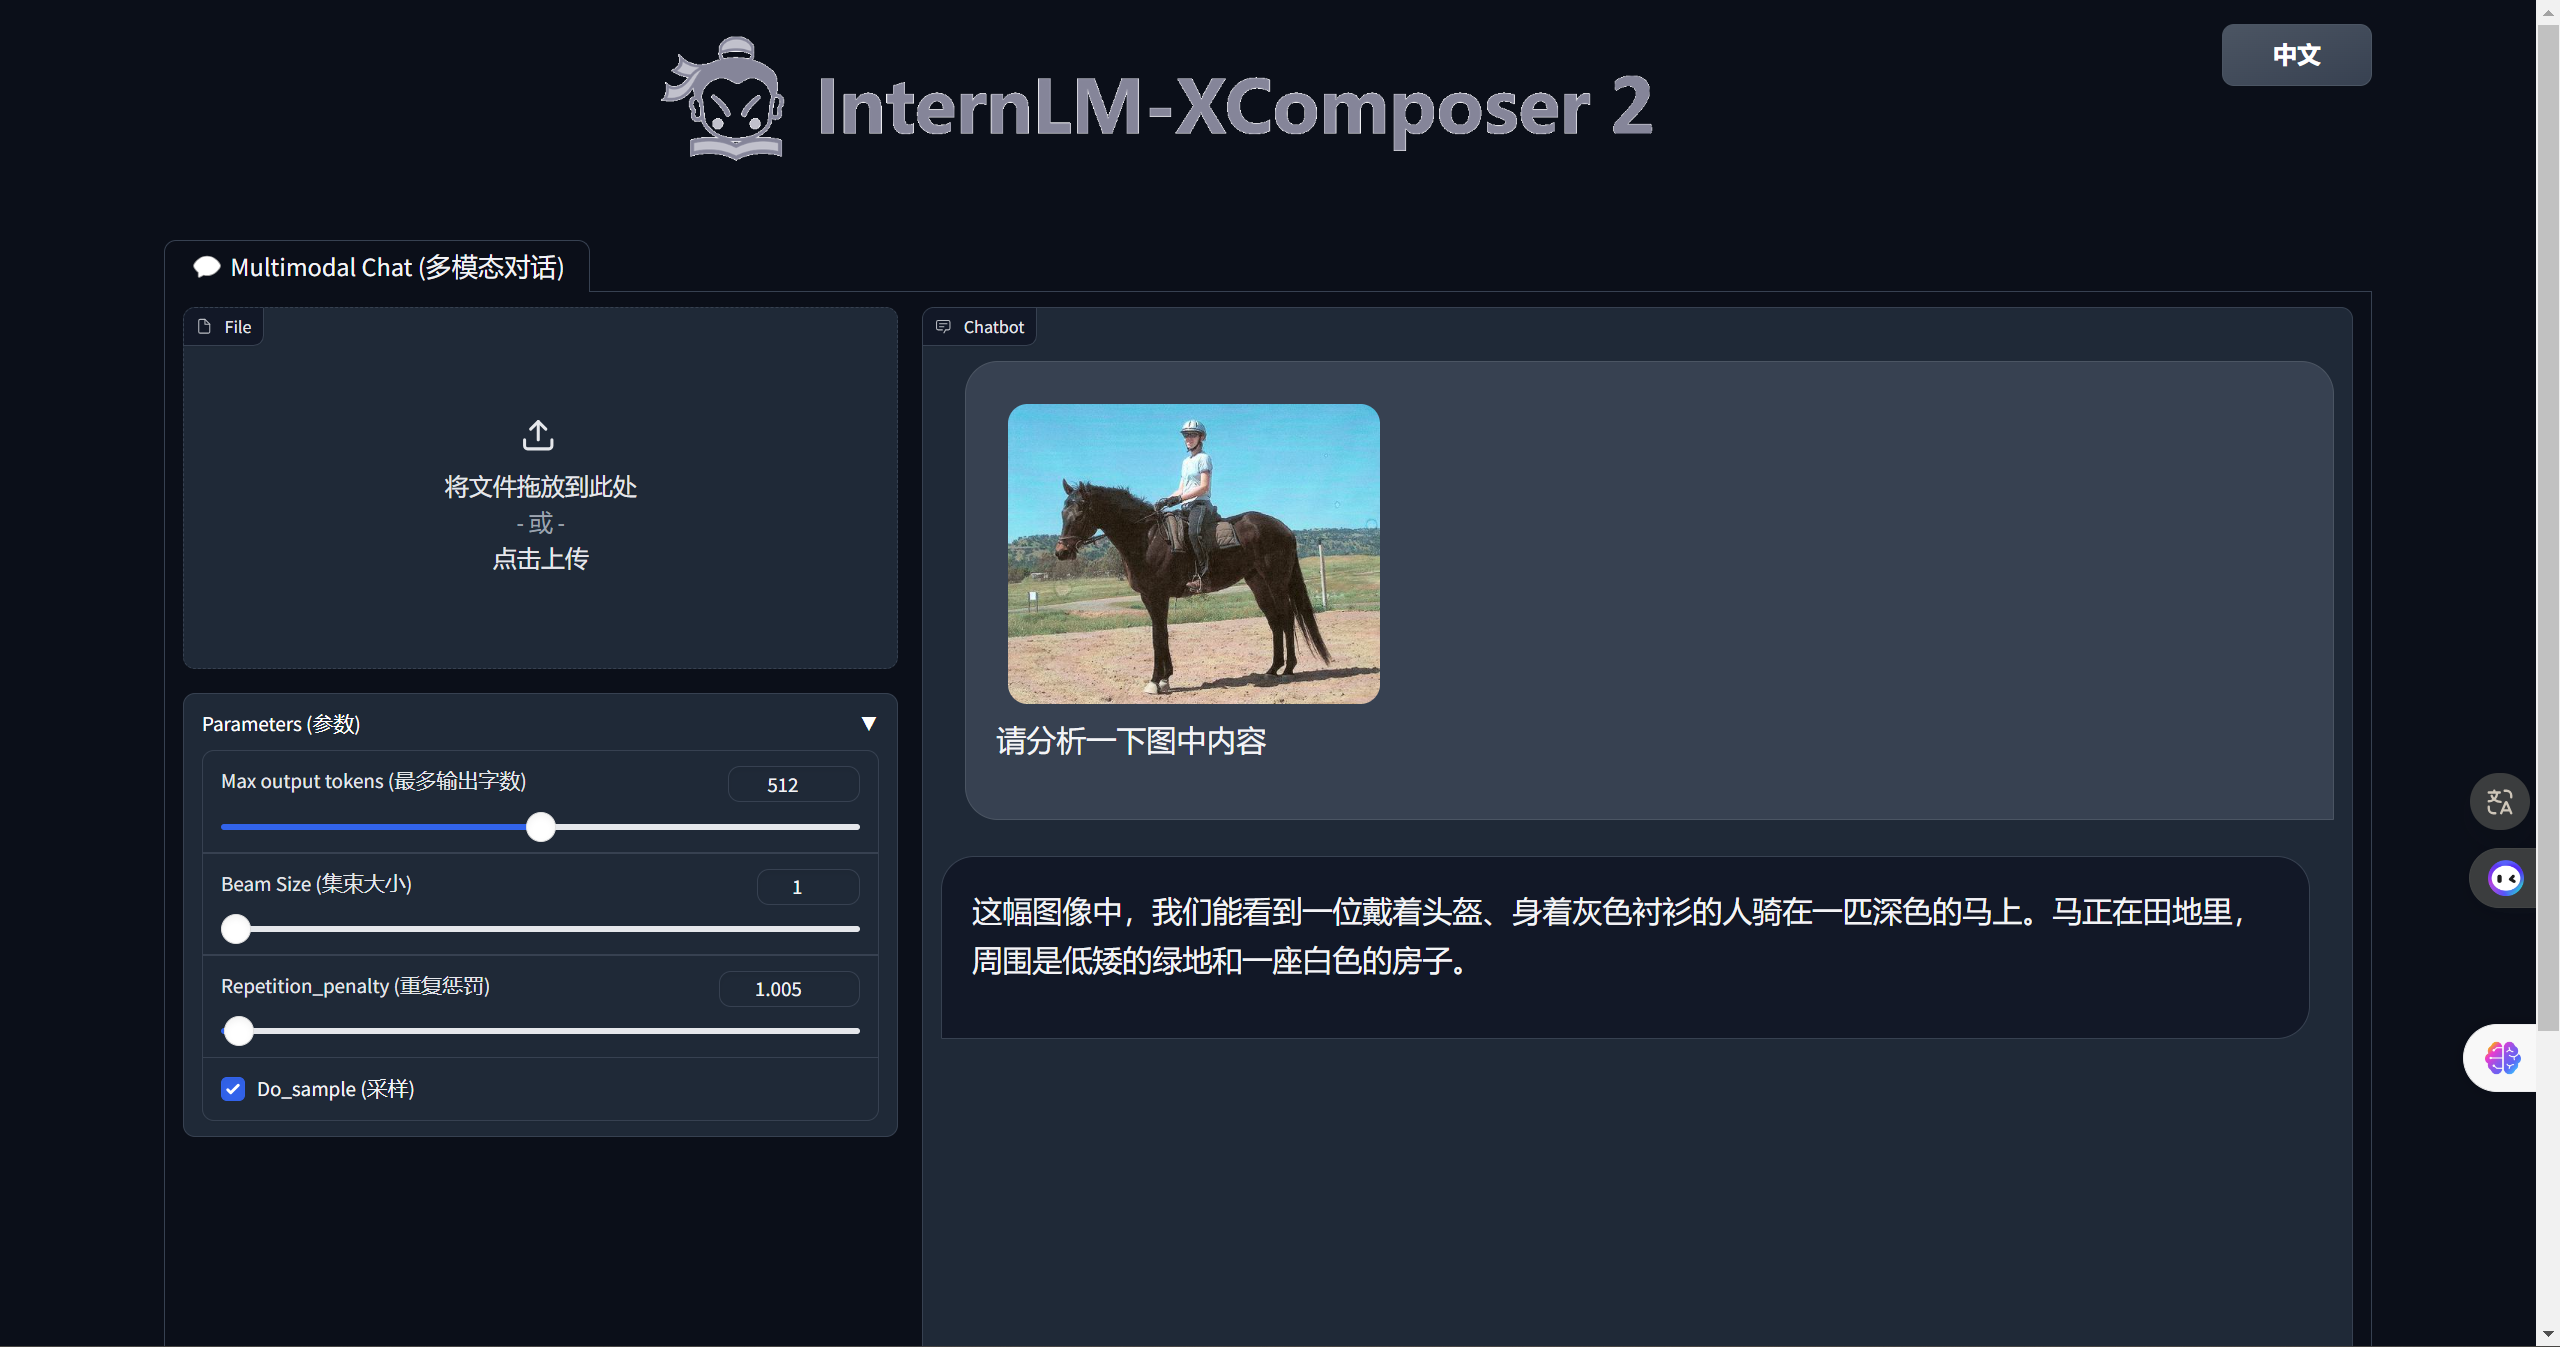 中文
InternLM-XComposer 2
Multimodal Chat (多模态对话)
File
将文件拖放到此处
- 或 -
点击上传
Parameters (参数)
▼
Max output tokens (最多输出字数)
512
Beam Size (集束大小)
1
Repetition_penalty (重复惩罚)
1.005
Do_sample (采样)
Chatbot
请分析一下图中内容
这幅图像中，我们能看到一位戴着头盔、身着灰色衬衫的人骑在一匹深色的马上。马正在田地里，
周围是低矮的绿地和一座白色的房子。